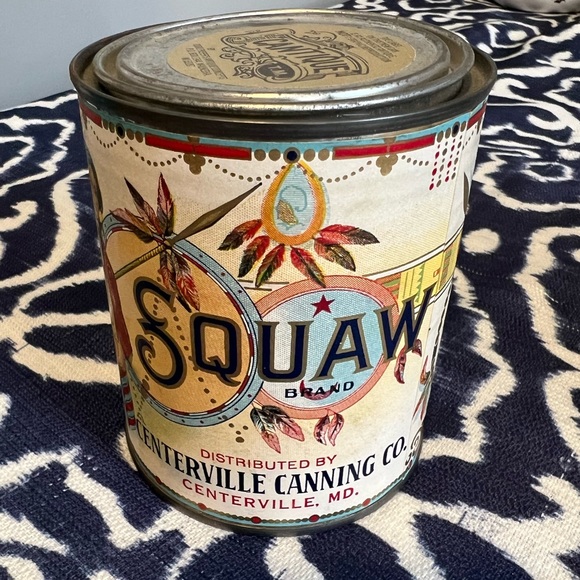 SQUAW
BRAND
DISTRIBUTED BY
CENTERVILLE CANNING CO.
CENTERVILLE, MD.